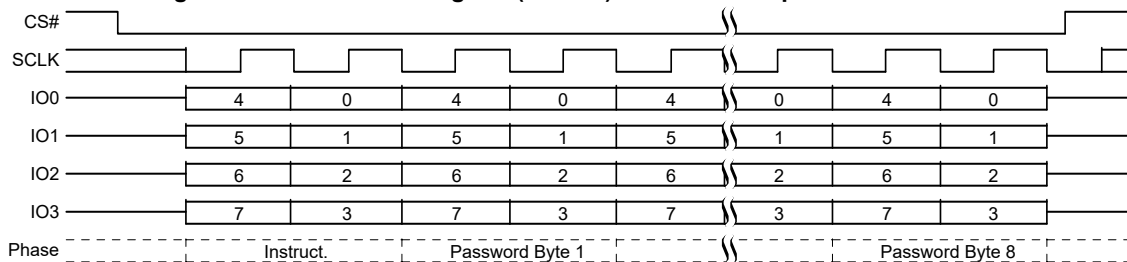 CS#
SCLK
IO0 4 0 4 0 4 0 4 0
IO1 5 1 5 1 5 1 5 1
IO2 6 2 6 2 6 2 6 2
IO3 7 3 7 3 7 3 7 3
Phase Instruct. Password Byte 1 Password Byte 8